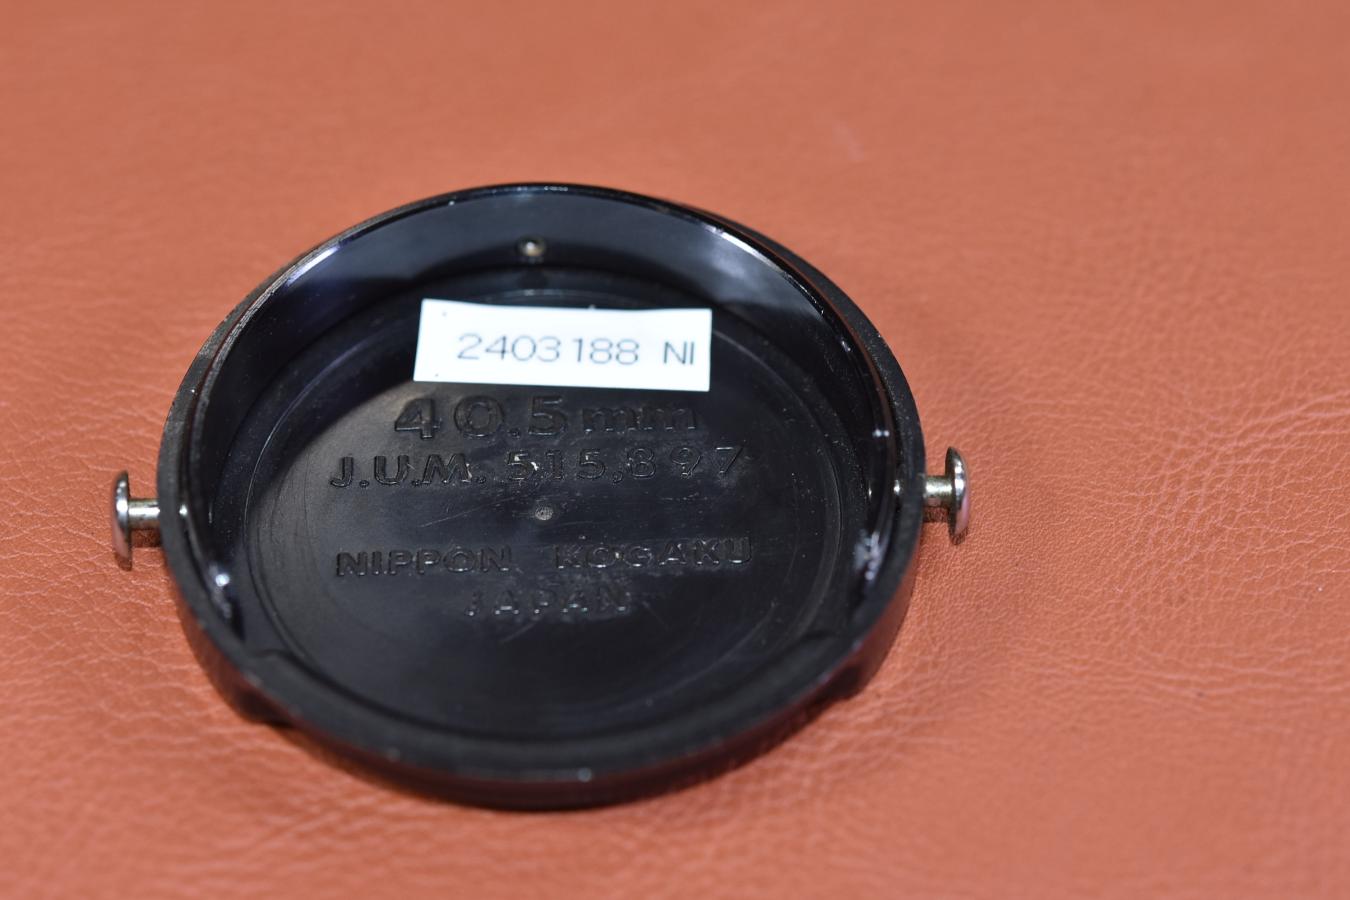 2403188 NI
40.5mm
J.U.M. 515,897
NIPPON KOGAKU
JAPAN